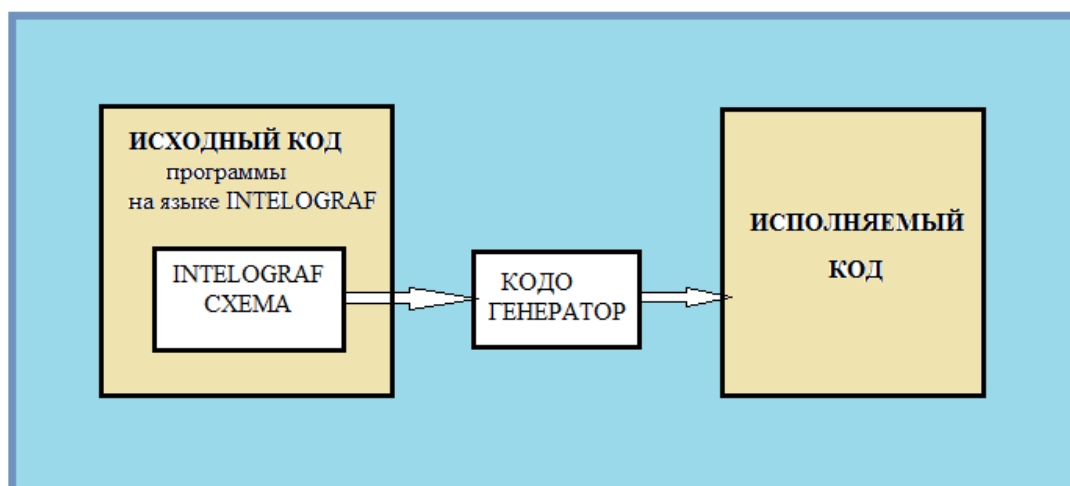 ИСХОДНЫЙ КОД
программы
на языке INTELOGRAF
INTELOGRAF
СХЕМА
КОДО
ГЕНЕРАТОР
ИСПОЛНЯЕМЫЙ
КОД